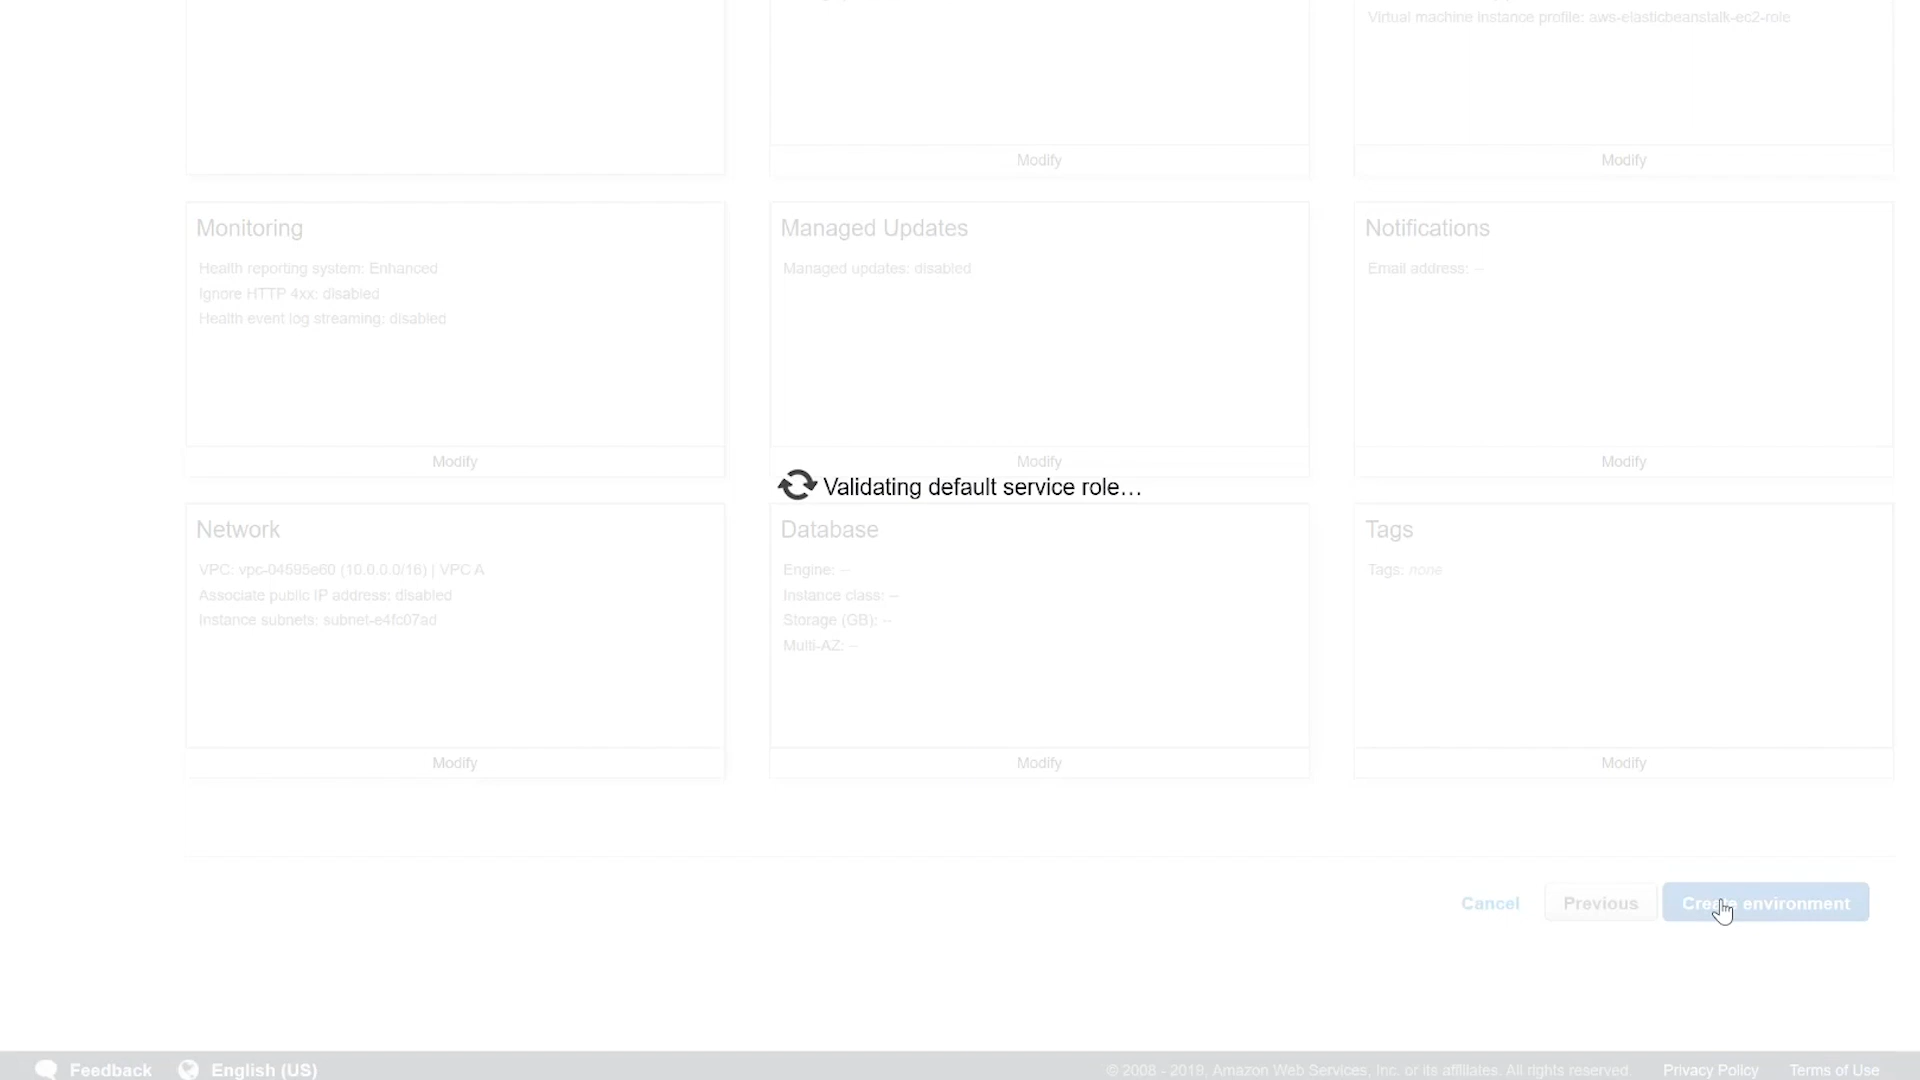 Virtual machine instance profile: aws-elasticbeanstalk-ec2-role
Modify
Modify
Monitoring
Health reporting system: Enhanced
Ignore HTTP 4xx: disabled
Health event log streaming: disabled
Modify
Managed Updates
Managed updates: disabled
Modify
Notifications
Email address: --
Modify
Validating default service role…
Network
VPC: vpc-04595e60 (10.0.0.0/16) | VPC A
Associate public IP address: disabled
Instance subnets: subnet-e4fc07ad
Modify
Database
Engine: --
Instance class: --
Storage (GB): --
Multi-AZ: --
Modify
Tags
Tags: none
Modify
Cancel
Previous
Create environment
Feedback
English (US)
© 2008 - 2019, Amazon Web Services, Inc. or its affiliates. All rights reserved.
Privacy Policy
Terms of Use